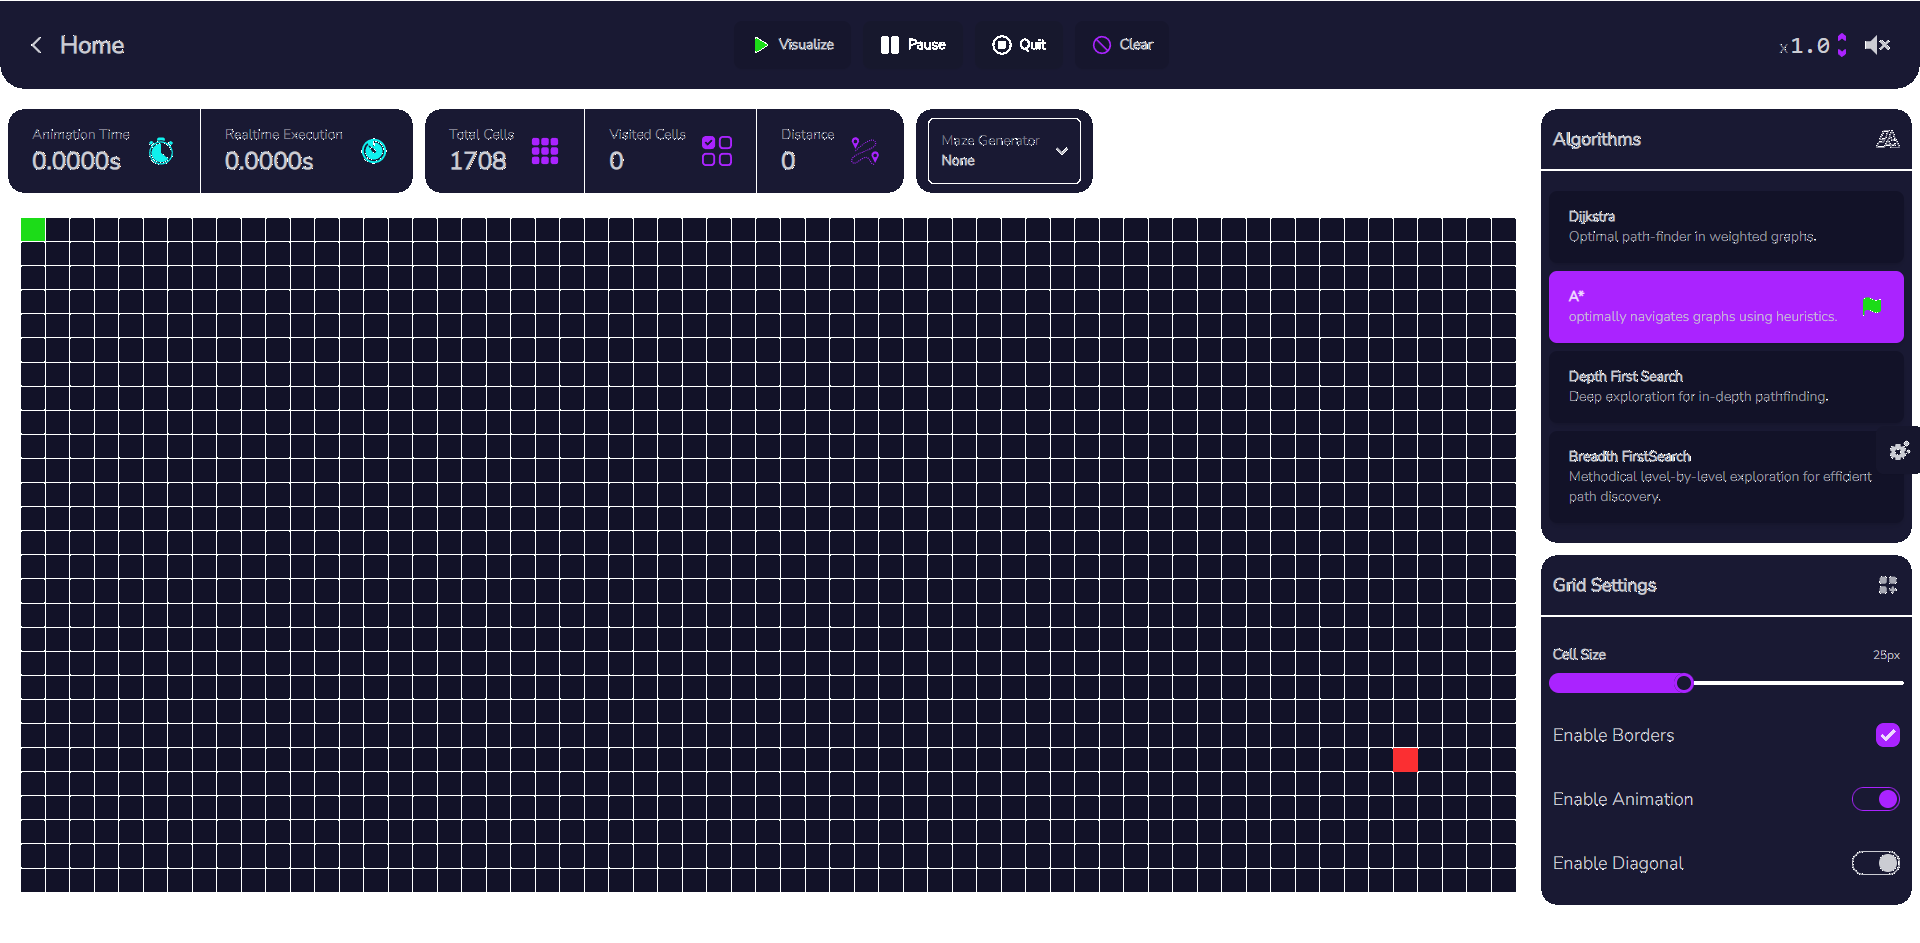 Home
Visualize
Pause
Quit
Clear
x1.0
Animation Time
0.0000s
Realtime Execution
0.0000s
Total Cells
1708
Visited Cells
0
Distance
0
Maze Generator
None
Algorithms
Dijkstra
Optimal path-finder in weighted graphs.
A*
optimally navigates graphs using heuristics.
Depth First Search
Deep exploration for in-depth pathfinding.
Breadth FirstSearch
Methodical level-by-level exploration for efficient
path discovery.
Grid Settings
Cell Size
25px
Enable Borders
Enable Animation
Enable Diagonal